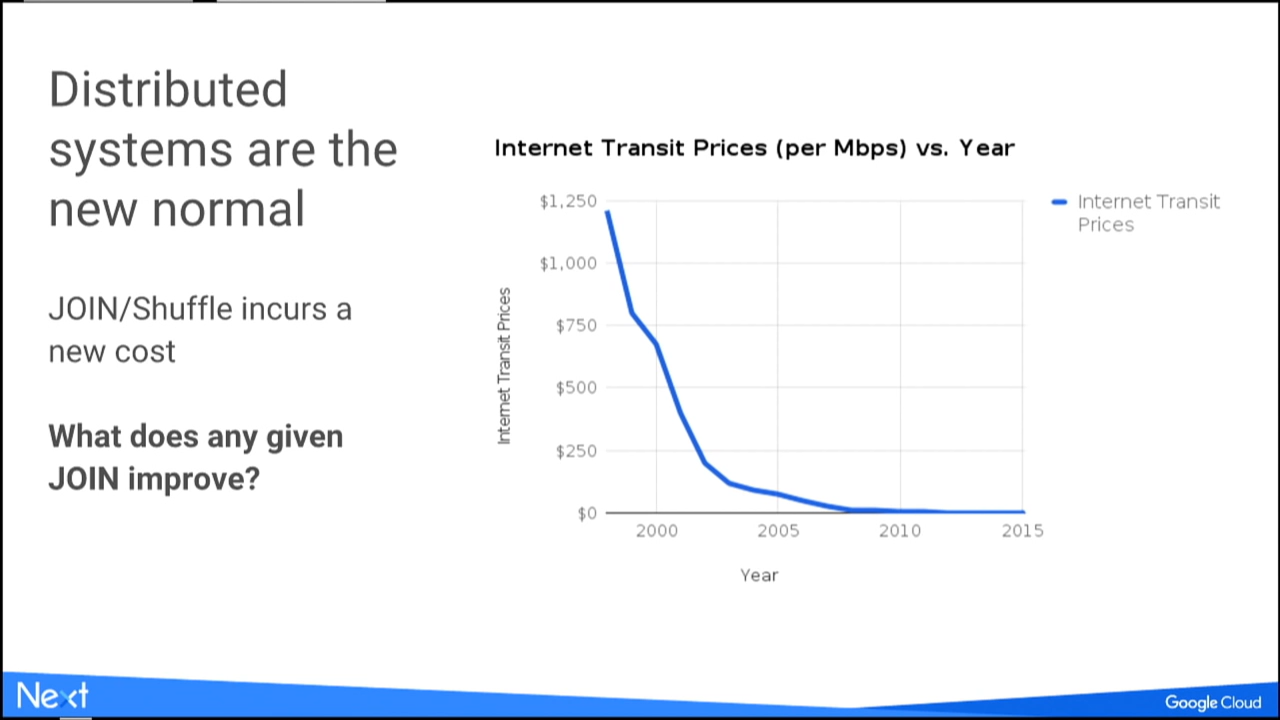 Distributed
systems are the
new normal
JOIN/Shuffle incurs a
new cost
What does any given
JOIN improve?
Internet Transit Prices (per Mbps) vs. Year
Internet Transit Prices
$1,250
$1,000
$750
$500
$250
$0
2000 2005 2010 2015
Year
Internet Transit
Prices
Next
Google Cloud